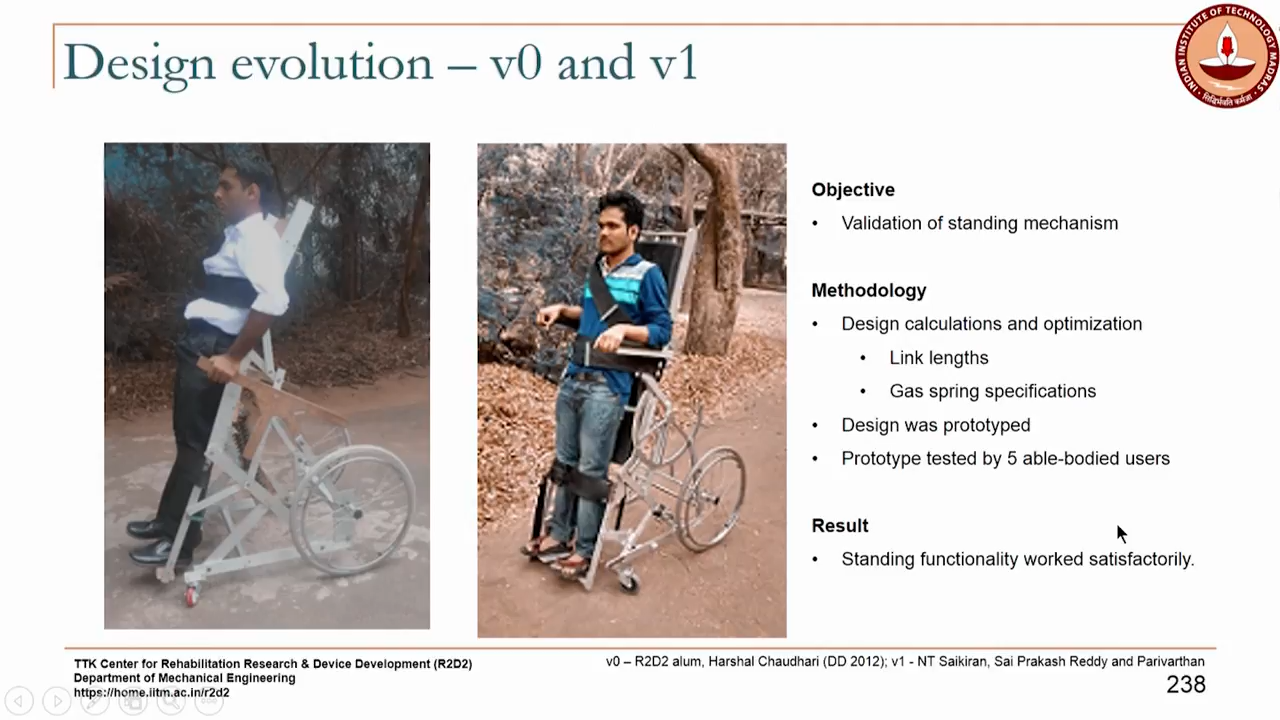 Design evolution – v0 and v1
INDIAN INSTITUTE OF TECHNOLOGY MADRAS
सिद्धिर्भवति कर्मजा
Objective
• Validation of standing mechanism
Methodology
• Design calculations and optimization
• Link lengths
• Gas spring specifications
• Design was prototyped
• Prototype tested by 5 able-bodied users
Result
• Standing functionality worked satisfactorily.
TTK Center for Rehabilitation Research & Device Development (R2D2)
Department of Mechanical Engineering
https://home.iitm.ac.in/r2d2
v0 – R2D2 alum, Harshal Chaudhari (DD 2012); v1 - NT Saikiran, Sai Prakash Reddy and Parivarthan
238